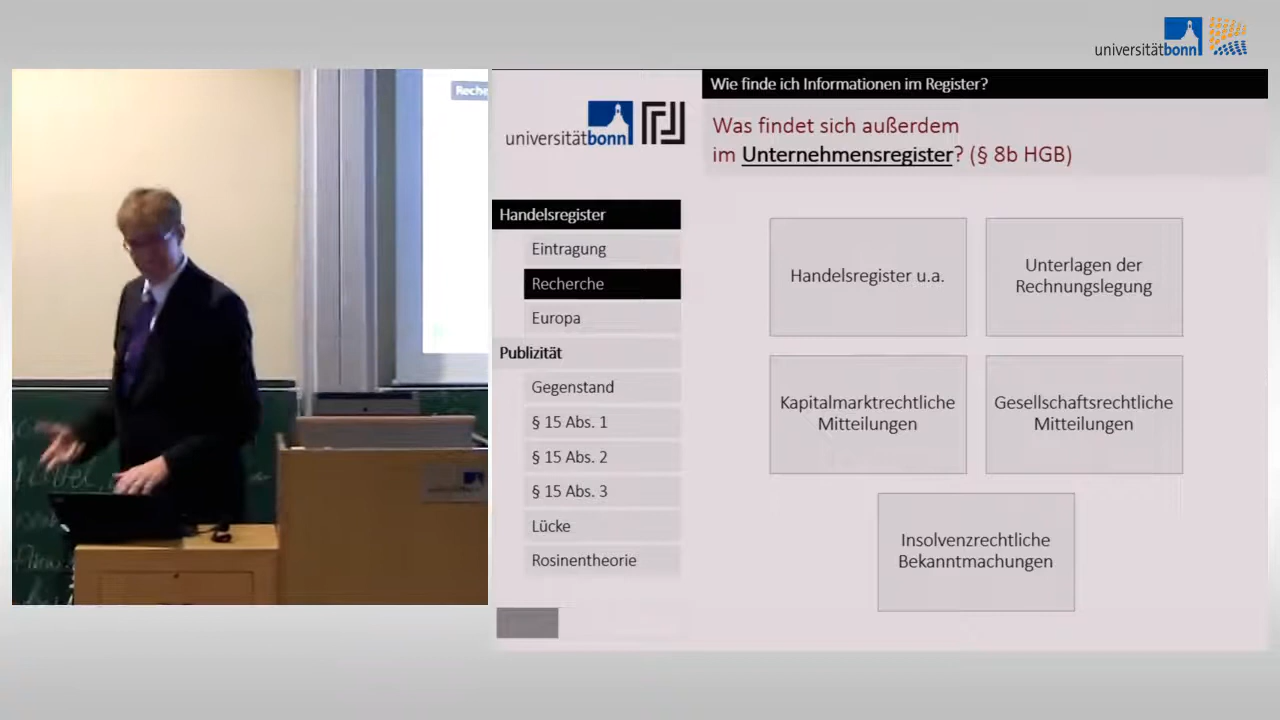 universitätbonn
Reche
universitätbonn
Wie finde ich Informationen im Register?
Was findet sich außerdem
im Unternehmensregister? (§ 8b HGB)
Handelsregister
Eintragung
Recherche
Europa
Publizität
Gegenstand
§ 15 Abs. 1
§ 15 Abs. 2
§ 15 Abs. 3
Lücke
Rosinentheorie
Handelsregister u.a.
Unterlagen der
Rechnungslegung
Kapitalmarktrechtliche
Mitteilungen
Gesellschaftsrechtliche
Mitteilungen
Insolvenzrechtliche
Bekanntmachungen